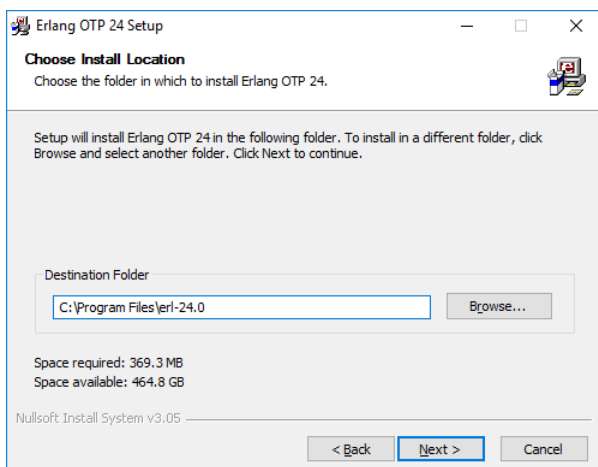 Erlang OTP 24 Setup
Choose Install Location
Choose the folder in which to install Erlang OTP 24.
Setup will install Erlang OTP 24 in the following folder. To install in a different folder, click
Browse and select another folder. Click Next to continue.
Destination Folder
C:\Program Files\erl-24.0
Browse...
Space required: 369.3 MB
Space available: 464.8 GB
Nullsoft Install System v3.05
< Back
Next >
Cancel